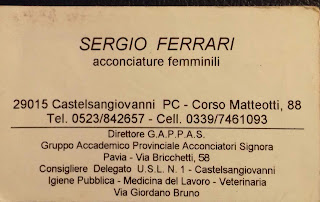 SERGIO FERRARI
acconciature femminili
29015 Castelsangiovanni PC - Corso Matteotti, 88
Tel. 0523/842657 - Cell. 0339/7461093
Direttore G.A.P.P.A.S.
Gruppo Accademico Provinciale Acconciatori Signora
Pavia - Via Bricchetti, 58
Consigliere Delegato U.S.L. N. 1 - Castelsangiovanni
Igiene Pubblica - Medicina del Lavoro - Veterinaria
Via Giordano Bruno